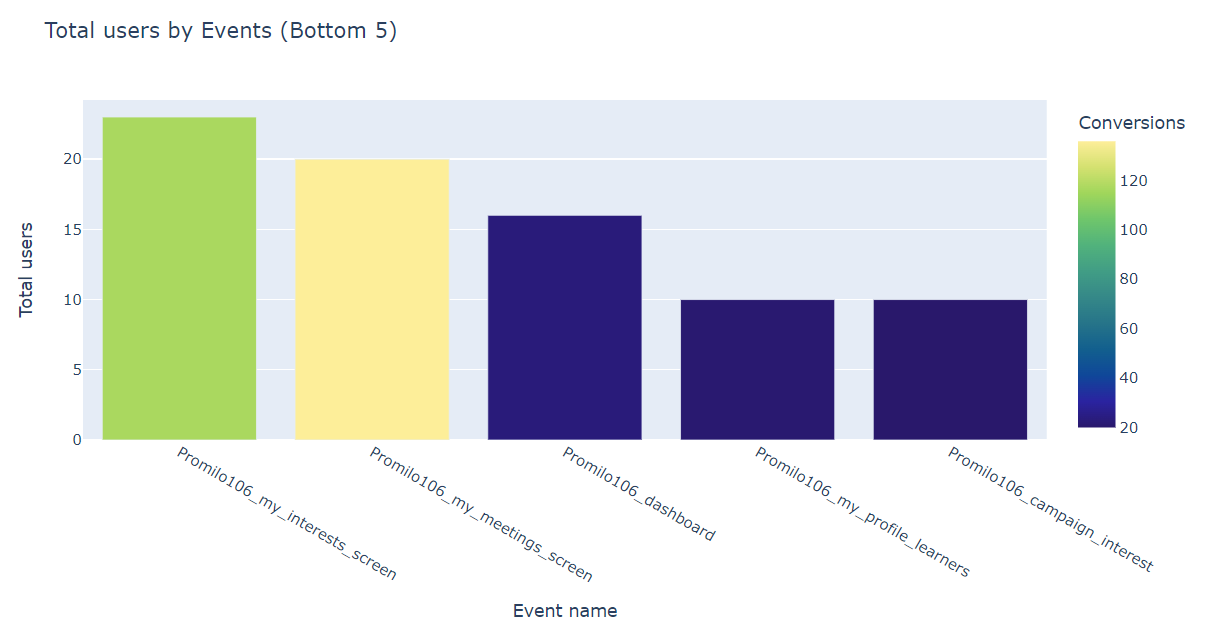 Total users by Events (Bottom 5)
Total users
20
15
10
5
0
Promilo106_my_interests_screen
Promilo106_my_meetings_screen
Promilo106_dashboard
Promilo106_my_profile_learners
Promilo106_campaign_interest
Event name
Conversions
120
100
80
60
40
20